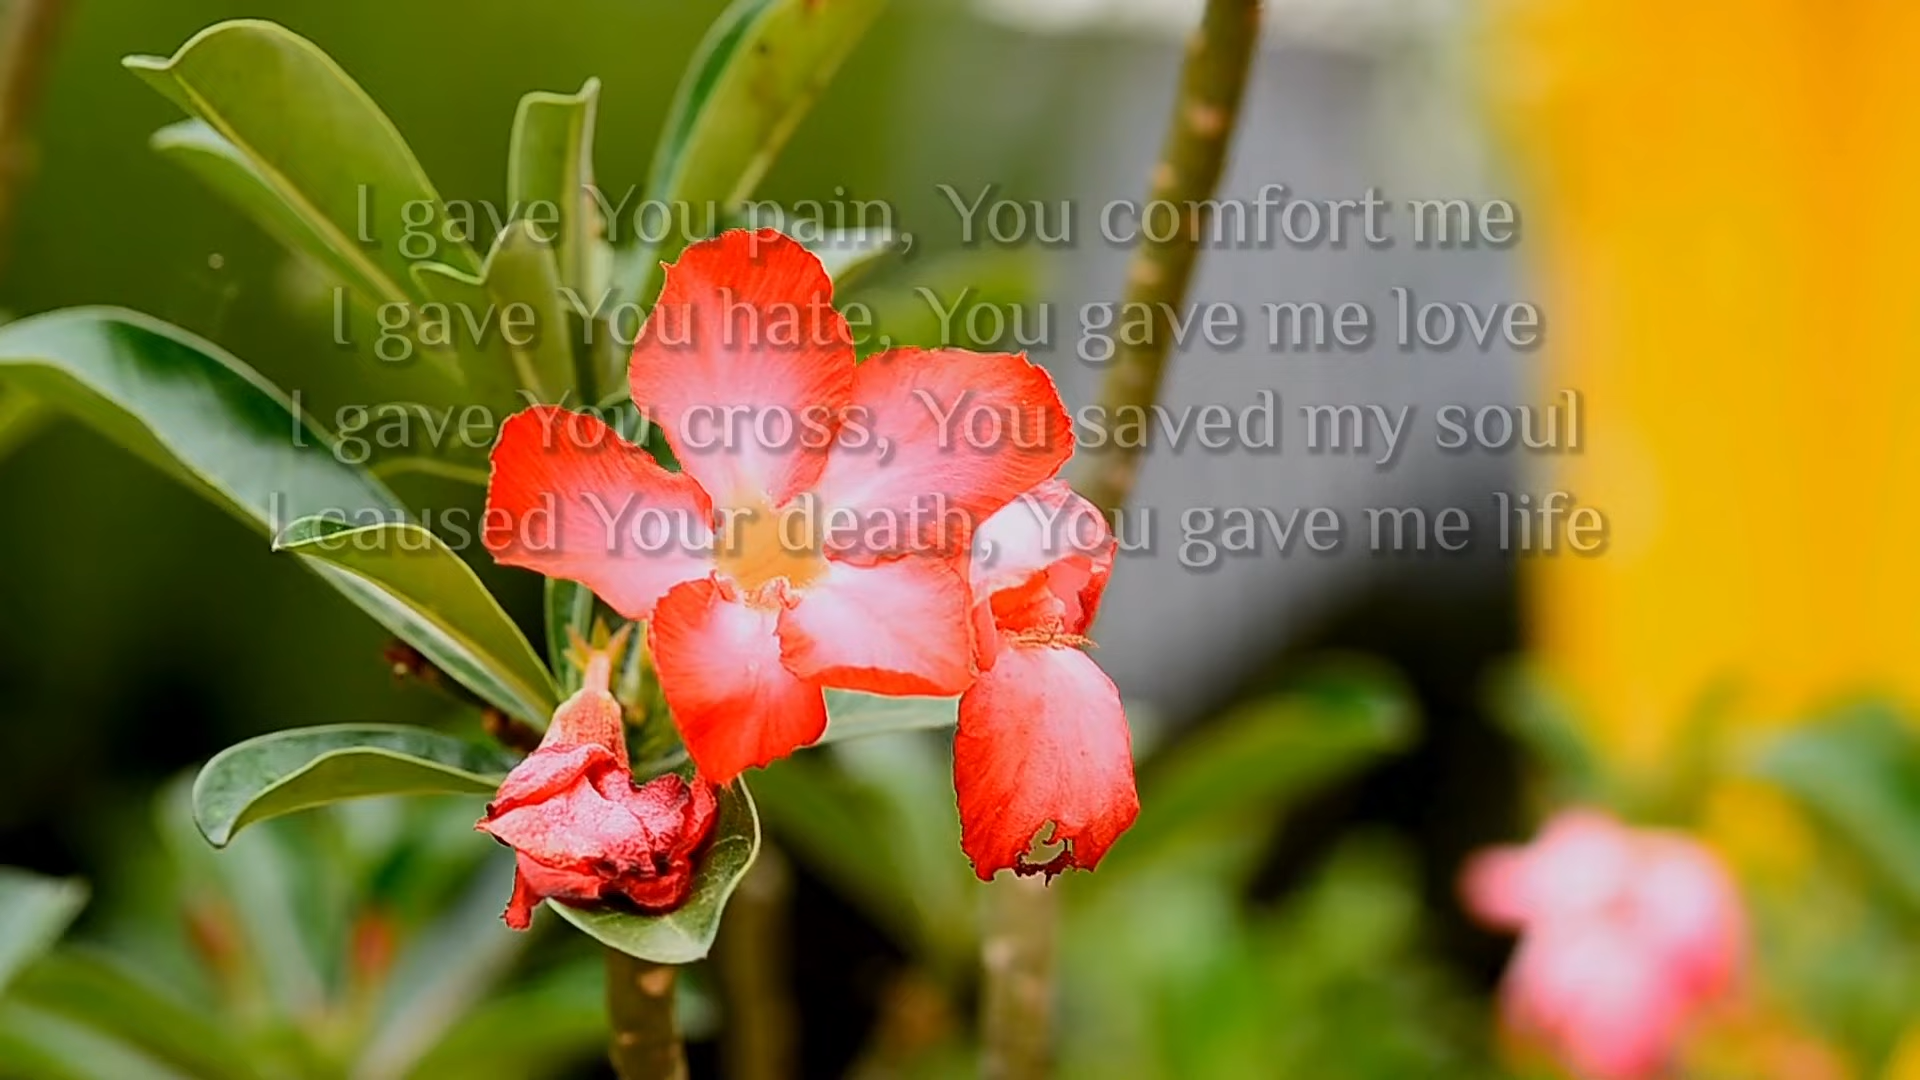 I gave You pain, You comfort me
I gave You hate, You gave me love
I gave You cross, You saved my soul
I caused Your death, You gave me life